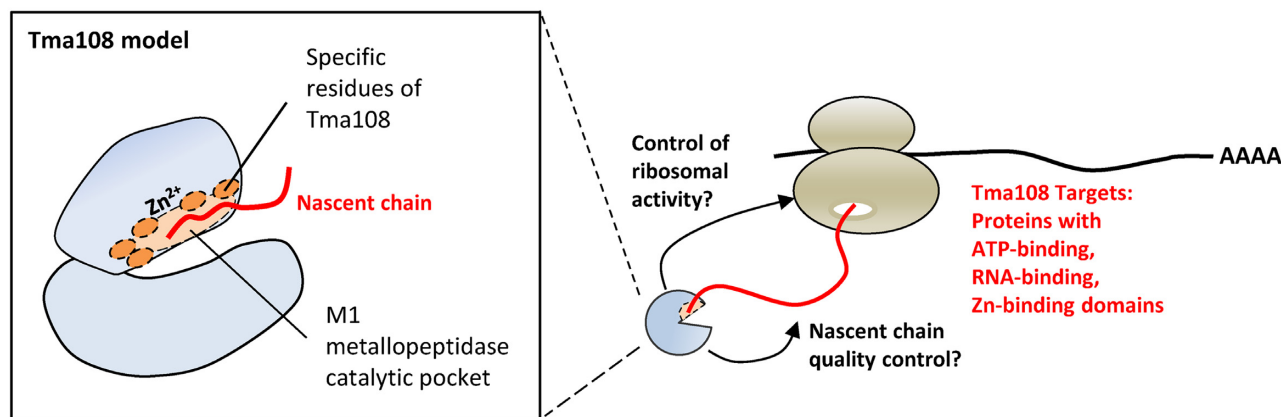 Tma108 model
Specific
residues of
Tma108
Zn2+
Nascent chain
M1
metallopeptidase
catalytic pocket
Control of
ribosomal
activity?
AAAA
Tma108 Targets:
Proteins with
ATP-binding,
RNA-binding,
Zn-binding domains
Nascent chain
quality control?